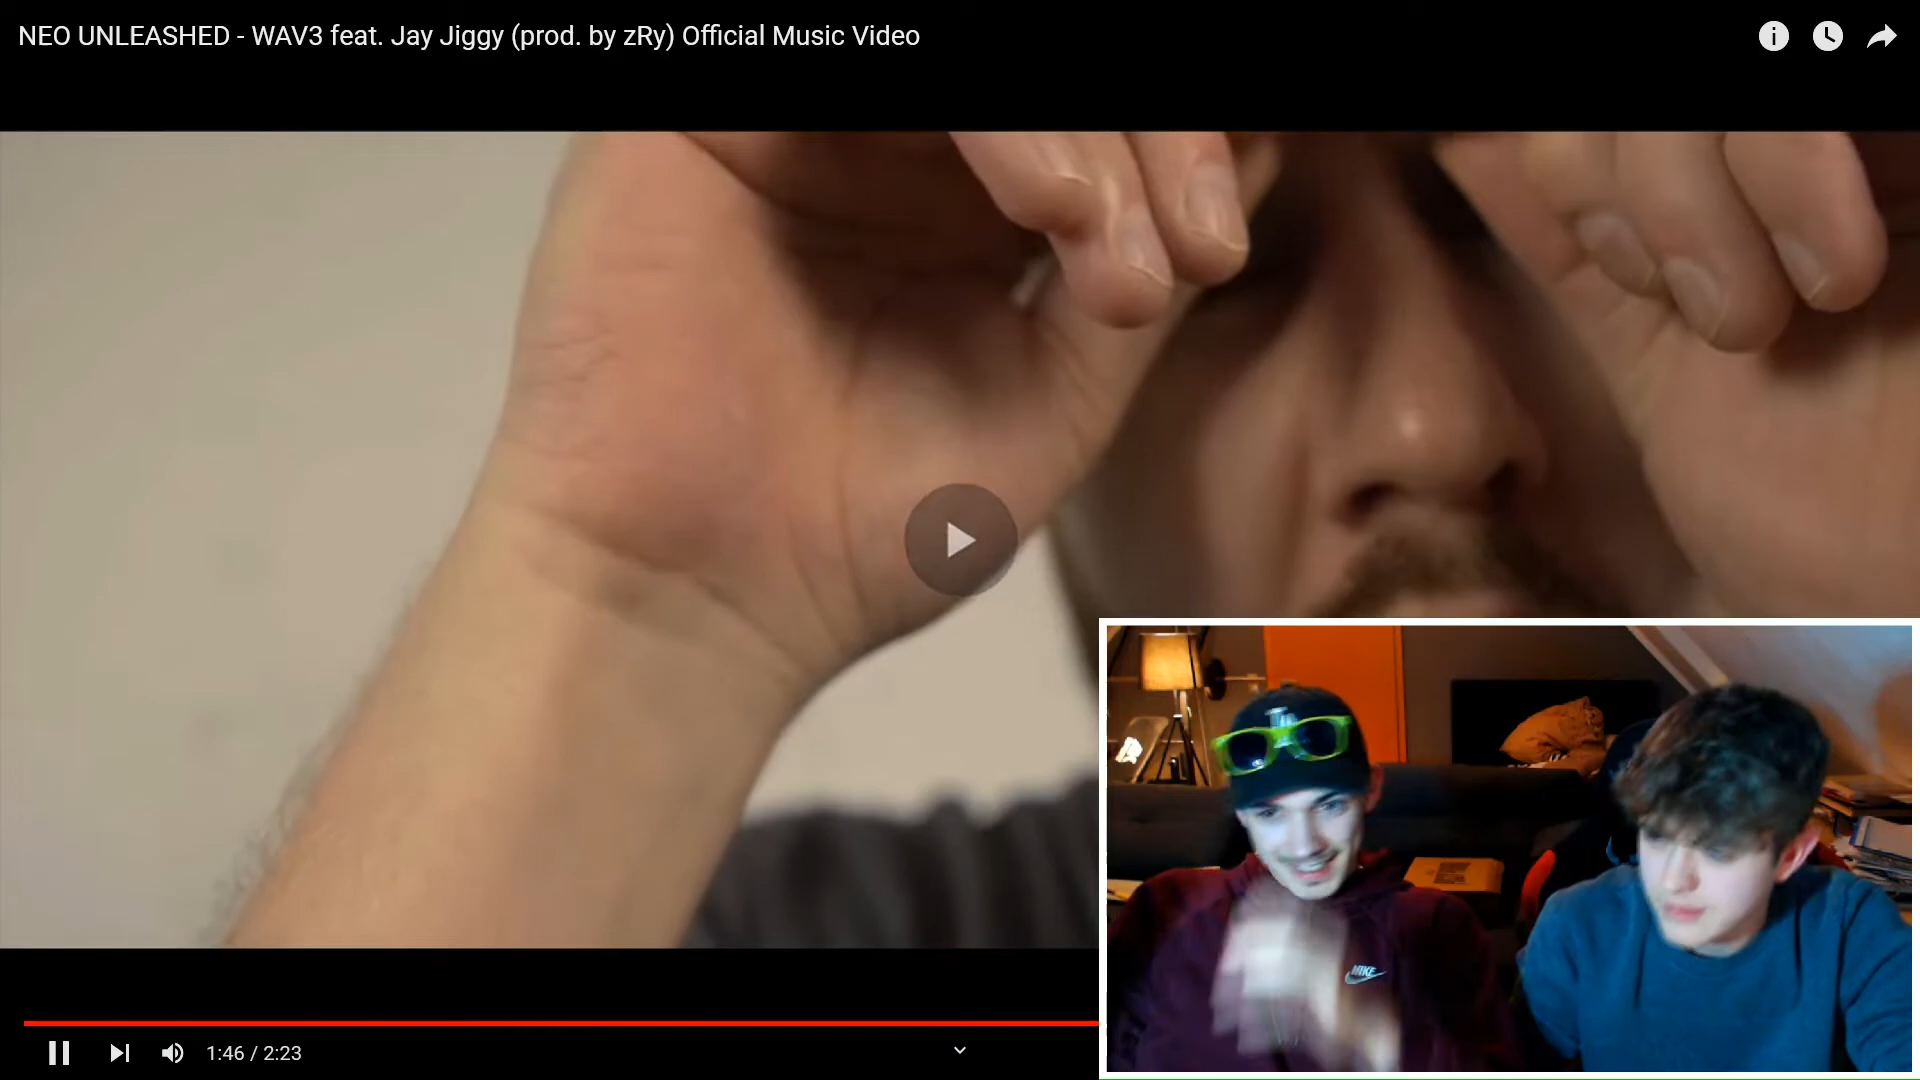 NEO UNLEASHED - WAV3 feat. Jay Jiggy (prod. by zRy) Official Music Video
NIKE
1:46 / 2:23